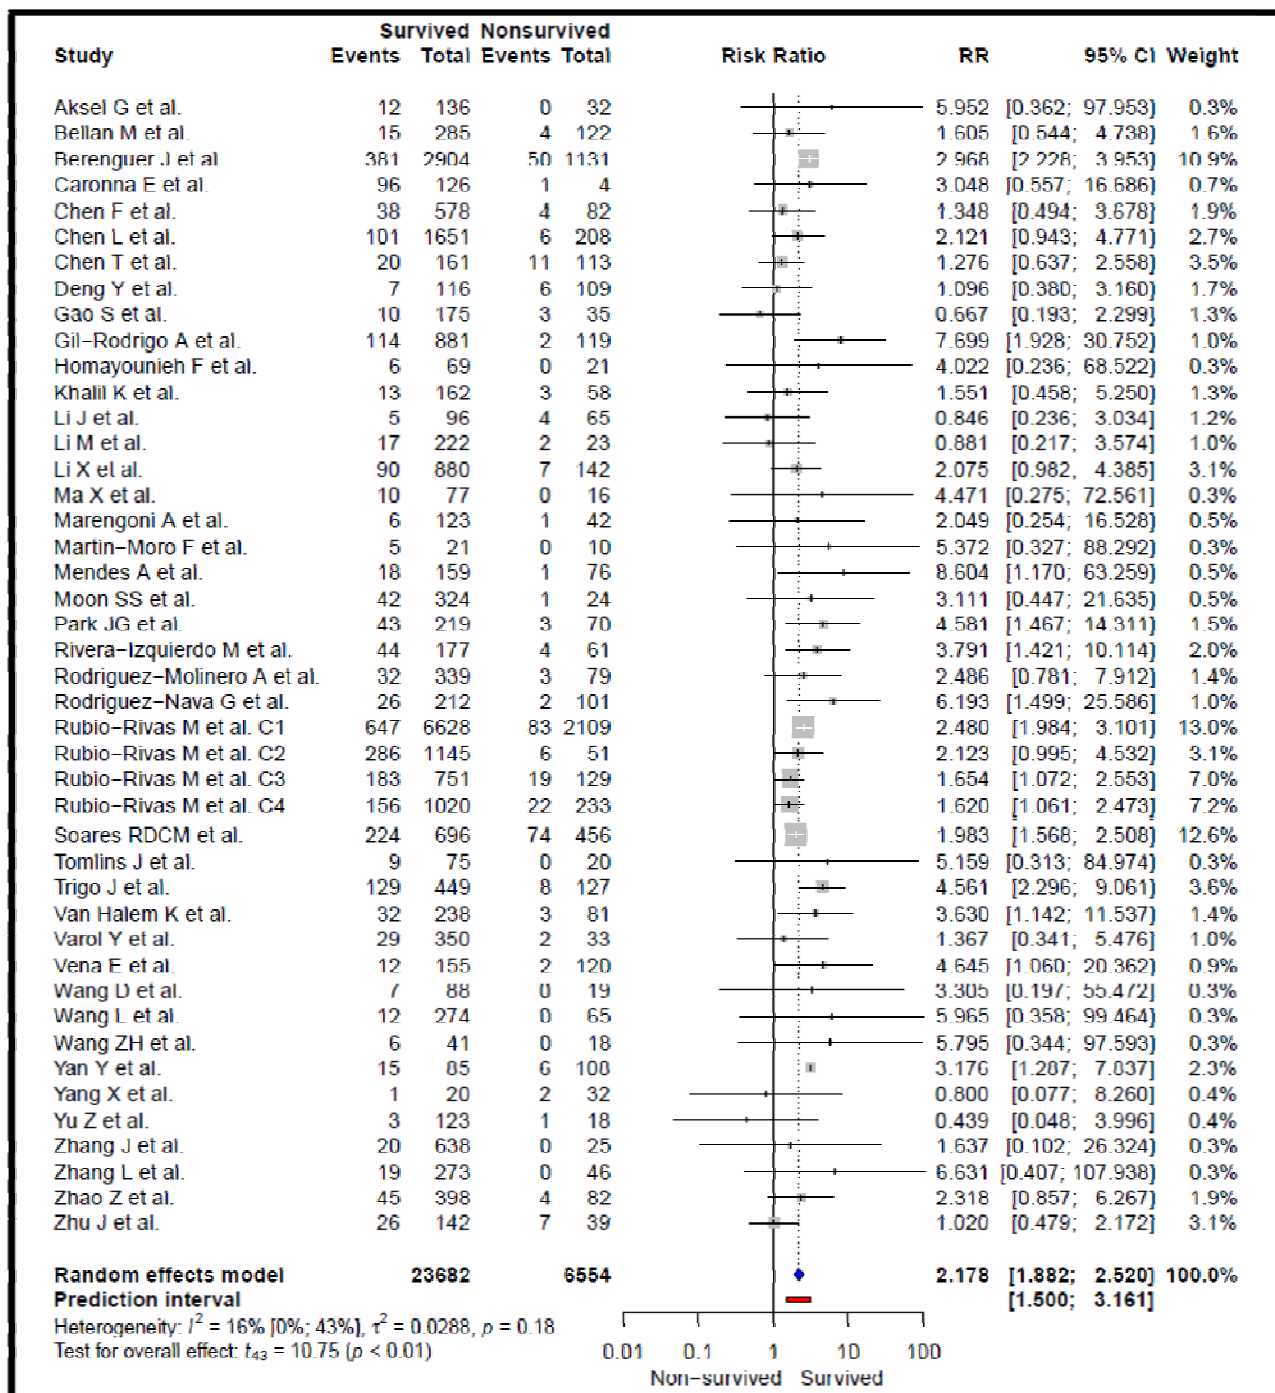 Survived Nonsurvived
Study Events Total Events Total Risk Ratio RR 95% CI Weight
Aksel G et al. 12 136 0 32 5.952 [0.362; 97.953] 0.3%
Bellan M et al. 15 285 4 122 1.605 [0.544; 4.738] 1.6%
Berenguer J et al 381 2904 50 1131 2.968 [2.228; 3.953] 10.9%
Caronna E et al. 96 126 1 4 3.048 [0.557; 16.686] 0.7%
Chen F et al. 38 578 4 82 1.348 [0.494; 3.678] 1.9%
Chen L et al. 101 1651 6 208 2.121 [0.943; 4.771] 2.7%
Chen T et al. 20 161 11 113 1.276 [0.637; 2.558] 3.5%
Deng Y et al. 7 116 6 109 1.096 [0.380; 3.160] 1.7%
Gao S et al. 10 175 3 35 0.667 [0.193; 2.299] 1.3%
Gil−Rodrigo A et al. 114 881 2 119 7.699 [1.928; 30.752] 1.0%
Homayounieh F et al. 6 69 0 21 4.022 [0.236; 68.522] 0.3%
Khalil K et al. 13 162 3 58 1.551 [0.458; 5.250] 1.3%
Li J et al. 5 96 4 65 0.846 [0.236; 3.034] 1.2%
Li M et al. 17 222 2 23 0.881 [0.217; 3.574] 1.0%
Li X et al. 90 880 7 142 2.075 [0.982; 4.385] 3.1%
Ma X et al. 10 77 0 16 4.471 [0.275; 72.561] 0.3%
Marengoni A et al. 6 123 1 42 2.049 [0.254; 16.528] 0.5%
Martin−Moro F et al. 5 21 0 10 5.372 [0.327; 88.292] 0.3%
Mendes A et al. 18 159 1 76 8.604 [1.170; 63.259] 0.5%
Moon SS et al. 42 324 1 24 3.111 [0.447; 21.635] 0.5%
Park JG et al. 43 219 3 70 4.581 [1.467; 14.311] 1.5%
Rivera−Izquierdo M et al. 44 177 4 61 3.791 [1.421; 10.114] 2.0%
Rodriguez−Molinero A et al. 32 339 3 79 2.486 [0.781; 7.912] 1.4%
Rodriguez−Nava G et al. 26 212 2 101 6.193 [1.499; 25.586] 1.0%
Rubio−Rivas M et al. C1 647 6628 83 2109 2.480 [1.984; 3.101] 13.0%
Rubio−Rivas M et al. C2 286 1145 6 51 2.123 [0.995; 4.532] 3.1%
Rubio−Rivas M et al. C3 183 751 19 129 1.654 [1.072; 2.553] 7.0%
Rubio−Rivas M et al. C4 156 1020 22 233 1.620 [1.061; 2.473] 7.2%
Soares RDCM et al. 224 696 74 456 1.983 [1.568; 2.508] 12.6%
Tomlins J et al. 9 75 0 20 5.159 [0.313; 84.974] 0.3%
Trigo J et al. 129 449 8 127 4.561 [2.296; 9.061] 3.6%
Van Halem K et al. 32 238 3 81 3.630 [1.142; 11.537] 1.4%
Varol Y et al. 29 350 2 33 1.367 [0.341; 5.476] 1.0%
Vena E et al. 12 155 2 120 4.645 [1.060; 20.362] 0.9%
Wang D et al. 7 88 0 19 3.305 [0.197; 55.472] 0.3%
Wang L et al. 12 274 0 65 5.965 [0.358; 99.464] 0.3%
Wang ZH et al. 6 41 0 18 5.795 [0.344; 97.593] 0.3%
Yan Y et al. 15 85 6 108 3.176 [1.287; 7.837] 2.3%
Yang X et al. 1 20 2 32 0.800 [0.077; 8.260] 0.4%
Yu Z et al. 3 123 1 18 0.439 [0.048; 3.996] 0.4%
Zhang J et al. 20 638 0 25 1.637 [0.102; 26.324] 0.3%
Zhang L et al. 19 273 0 46 6.631 [0.407; 107.938] 0.3%
Zhao Z et al. 45 398 4 82 2.318 [0.857; 6.267] 1.9%
Zhu J et al. 26 142 7 39 1.020 [0.479; 2.172] 3.1%
Random effects model 23682 6554 2.178 [1.882; 2.520] 100.0%
Prediction interval [1.500; 3.161]
Heterogeneity: I² = 16% [0%; 43%], τ² = 0.0288, p = 0.18
Test for overall effect: t₄₃ = 10.75 (p < 0.01)
0.01 0.1 1 10 100
Non−survived Survived